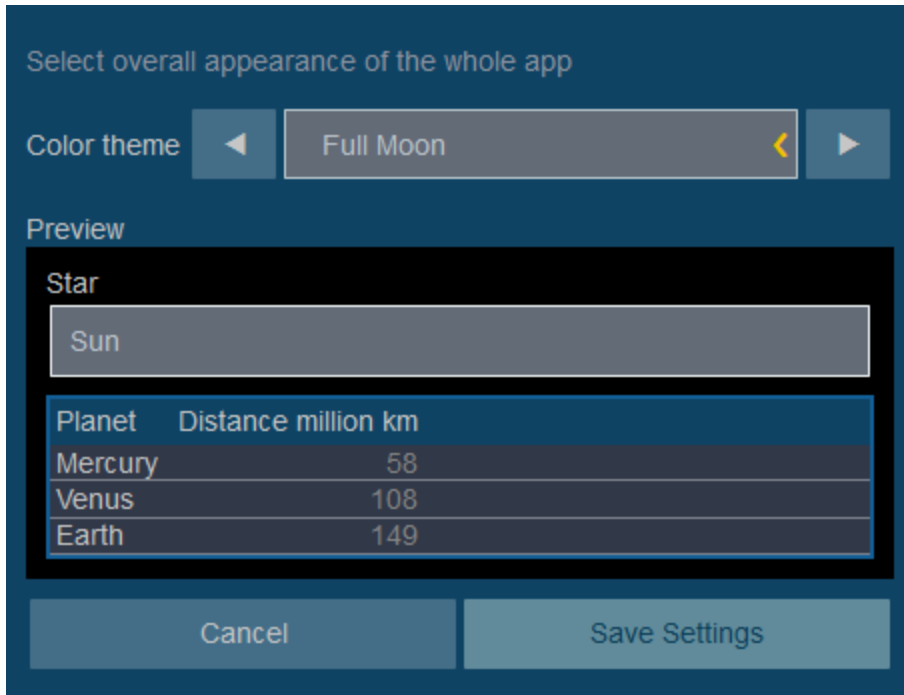 Select overall appearance of the whole app
Color theme ◀ Full Moon ▶
Preview
Star
Sun
Planet Distance million km
Mercury 58
Venus 108
Earth 149
Cancel Save Settings